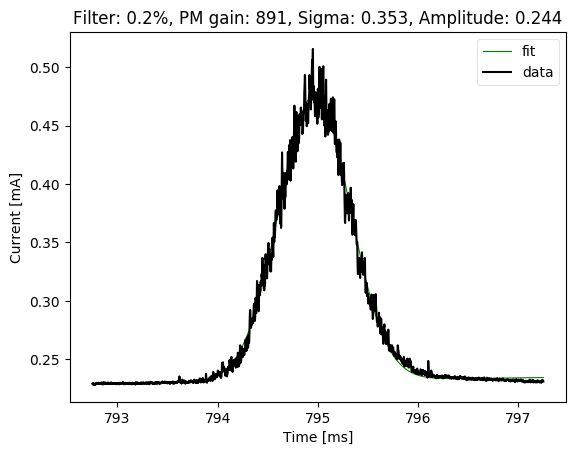 Filter: 0.2%, PM gain: 891, Sigma: 0.353, Amplitude: 0.244
fit
data
0.50
0.45
0.40
0.35
0.30
0.25
Current [mA]
793
794
795
796
797
Time [ms]